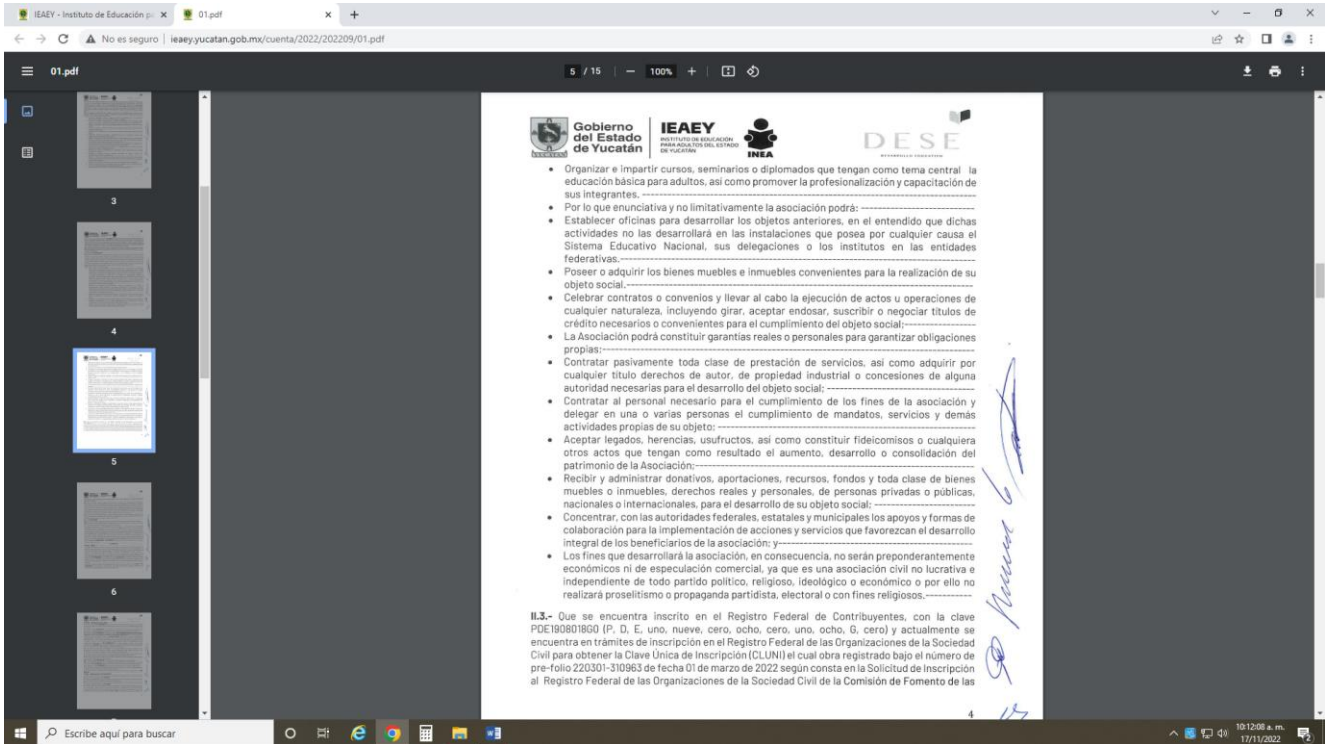 IEAEY - Instituto de Educación pa
01.pdf
No es seguro | ieaey.yucatan.gob.mx/cuenta/2022/202209/01.pdf
01.pdf
5 / 15
100%
3
4
5
6
Gobierno
del Estado
de Yucatán
IEAEY
INSTITUTO DE EDUCACIÓN
PARA ADULTOS DEL ESTADO
DE YUCATÁN
INEA
DESE
• Organizar e impartir cursos, seminarios o diplomados que tengan como tema central la
educación básica para adultos, así como promover la profesionalización y capacitación de
sus integrantes. ----------
• Por lo que enunciativa y no limitativamente la asociación podrá: ----------
• Establecer oficinas para desarrollar los objetos anteriores, en el entendido que dichas
actividades no las desarrollará en las instalaciones que posea por cualquier causa el
Sistema Educativo Nacional, sus delegaciones o los institutos en las entidades
federativas.----------
• Poseer o adquirir los bienes muebles e inmuebles convenientes para la realización de su
objeto social.----------
• Celebrar contratos o convenios y llevar al cabo la ejecución de actos u operaciones de
cualquier naturaleza, incluyendo girar, aceptar endosar, suscribir o negociar títulos de
crédito necesarios o convenientes para el cumplimiento del objeto social;----------
• La Asociación podrá constituir garantías reales o personales para garantizar obligaciones
propias;----------
• Contratar pasivamente toda clase de prestación de servicios, así como adquirir por
cualquier título derechos de autor, de propiedad industrial o concesiones de alguna
autoridad necesarias para el desarrollo del objeto social; ----------
• Contratar al personal necesario para el cumplimiento de los fines de la asociación y
delegar en una o varias personas el cumplimiento de mandatos, servicios y demás
actividades propias de su objeto; ----------
• Aceptar legados, herencias, usufructos, así como constituir fideicomisos o cualquiera
otros actos que tengan como resultado el aumento, desarrollo o consolidación del
patrimonio de la Asociación;----------
• Recibir y administrar donativos, aportaciones, recursos, fondos y toda clase de bienes
muebles o inmuebles, derechos reales y personales, de personas privadas o públicas,
nacionales o internacionales, para el desarrollo de su objeto social; ----------
• Concentrar, con las autoridades federales, estatales y municipales los apoyos y formas de
colaboración para la implementación de acciones y servicios que favorezcan el desarrollo
integral de los beneficiarios de la asociación; y----------
• Los fines que desarrollará la asociación, en consecuencia, no serán preponderantemente
económicos ni de especulación comercial, ya que es una asociación civil no lucrativa e
independiente de todo partido político, religioso, ideológico o económico o por ello no
realizará proselitismo o propaganda partidista, electoral o con fines religiosos.----------
II.3.- Que se encuentra inscrito en el Registro Federal de Contribuyentes, con la clave
PDE1908018G0 (P, D, E, uno, nueve, cero, ocho, cero, uno, ocho, G, cero) y actualmente se
encuentra en trámites de inscripción en el Registro Federal de las Organizaciones de la Sociedad
Civil para obtener la Clave Única de Inscripción (CLUNI) el cual obra registrado bajo el número de
pre-folio 220301-310963 de fecha 01 de marzo de 2022 según consta en la Solicitud de Inscripción
al Registro Federal de las Organizaciones de la Sociedad Civil de la Comisión de Fomento de las
4
Escribe aquí para buscar
10:12:08 a. m.
17/11/2022